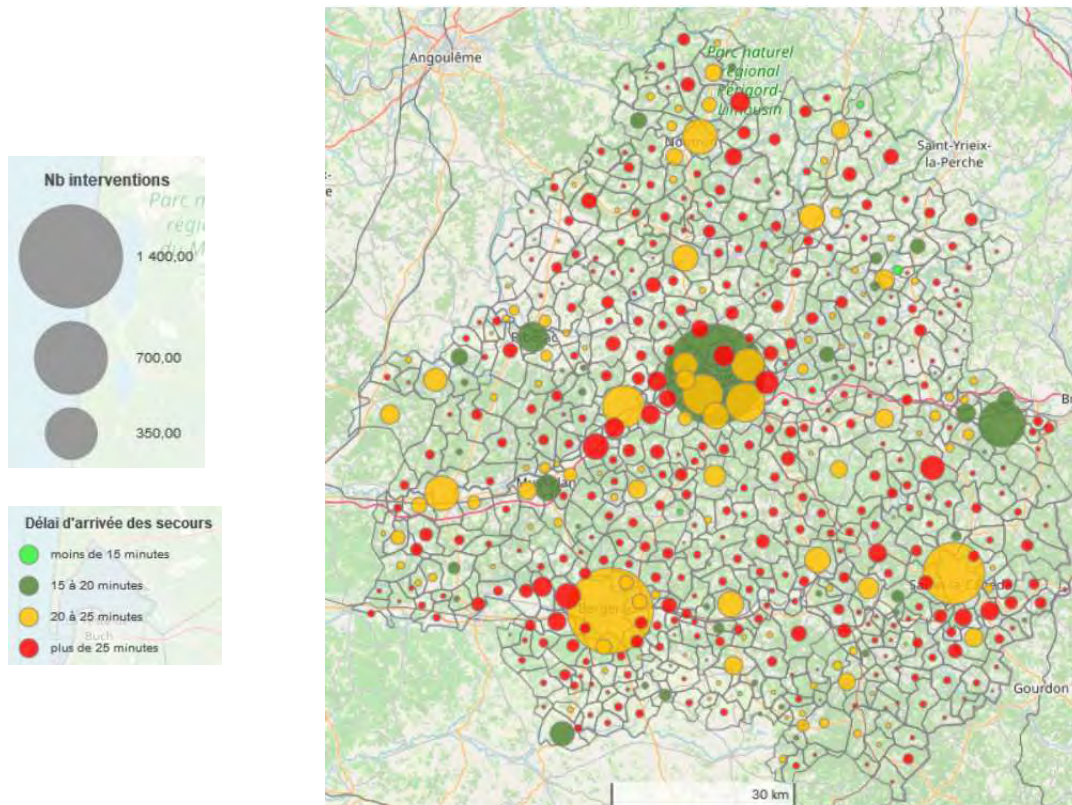 Nb interventions
1 400,00
700,00
350,00
Délai d'arrivée des secours
moins de 15 minutes
15 à 20 minutes
20 à 25 minutes
plus de 25 minutes
Buch
Angoulême
Parc naturel
régional
Périgord-
Limousin
Saint-Yrieix-
la-Perche
Gourdon
30 km